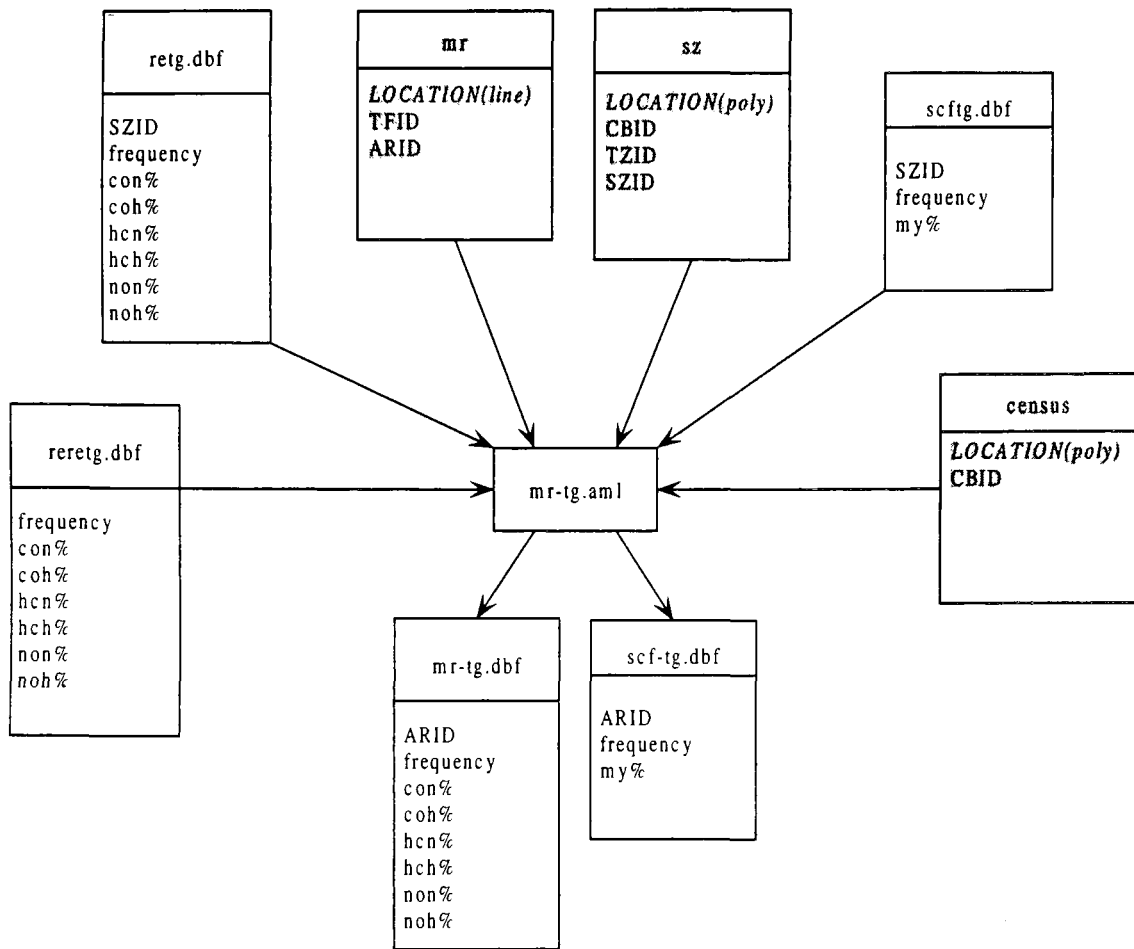 retg.dbf
SZID
frequency
con%
coh%
hcn%
hch%
non%
noh%
mr
LOCATION(line)
TFID
ARID
sz
LOCATION(poly)
CBID
TZID
SZID
scftg.dbf
SZID
frequency
my%
reretg.dbf
frequency
con%
coh%
hcn%
hch%
non%
noh%
mr-tg.aml
census
LOCATION(poly)
CBID
mr-tg.dbf
ARID
frequency
con%
coh%
hcn%
hch%
non%
noh%
scf-tg.dbf
ARID
frequency
my%